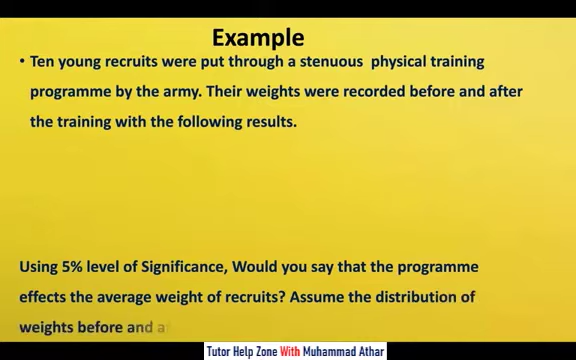 Example
• Ten young recruits were put through a stenuous physical training
programme by the army. Their weights were recorded before and after
the training with the following results.
Using 5% level of Significance, Would you say that the programme
effects the average weight of recruits? Assume the distribution of
weights before and a
Tutor Help Zone With Muhammad Athar